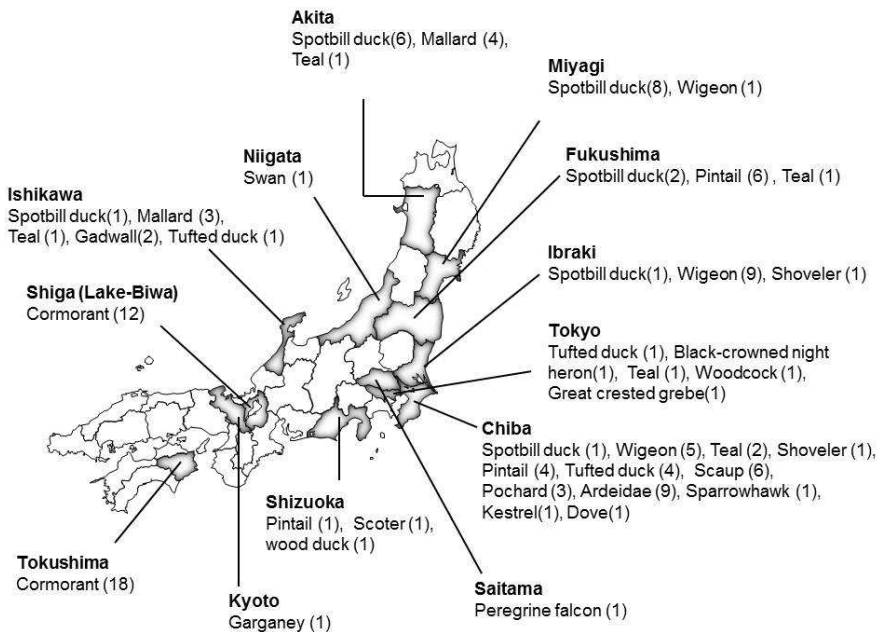 Akita
Spotbill duck(6), Mallard (4),
Teal (1)
Miyagi
Spotbill duck(8), Wigeon (1)
Niigata
Swan (1)
Fukushima
Spotbill duck(2), Pintail (6) , Teal (1)
Ishikawa
Spotbill duck(1), Mallard (3),
Teal (1), Gadwall(2), Tufted duck (1)
Ibraki
Spotbill duck(1), Wigeon (9), Shoveler (1)
Shiga (Lake-Biwa)
Cormorant (12)
Tokyo
Tufted duck (1), Black-crowned night
heron(1), Teal (1), Woodcock (1),
Great crested grebe(1)
Chiba
Spotbill duck (1), Wigeon (5), Teal (2), Shoveler (1),
Pintail (4), Tufted duck (4), Scaup (6),
Pochard (3), Ardeidae (9), Sparrowhawk (1),
Kestrel(1), Dove(1)
Shizuoka
Pintail (1), Scoter (1),
wood duck (1)
Tokushima
Cormorant (18)
Kyoto
Garganey (1)
Saitama
Peregrine falcon (1)